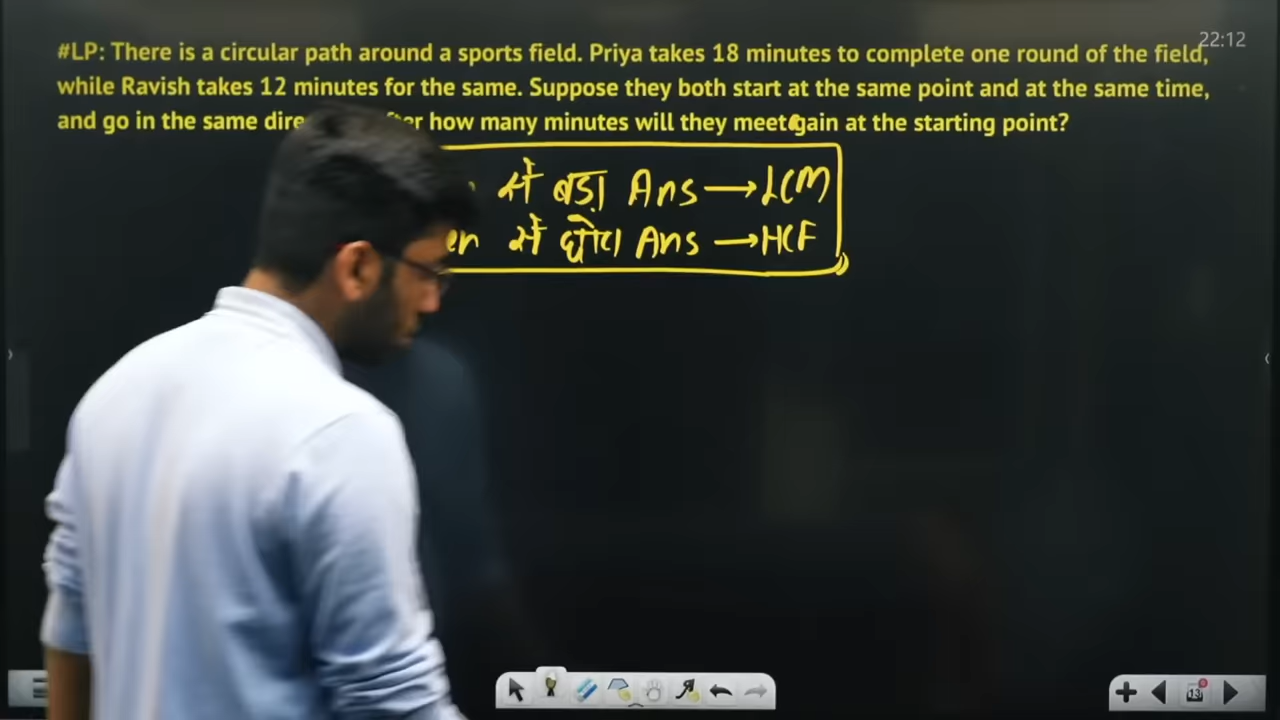 22:12
#LP: There is a circular path around a sports field. Priya takes 18 minutes to complete one round of the field,
while Ravish takes 12 minutes for the same. Suppose they both start at the same point and at the same time,
and go in the same how many minutes will they meet again at the starting point?
से बड़ा Ans → LCM
से छोटा Ans → HCF
13